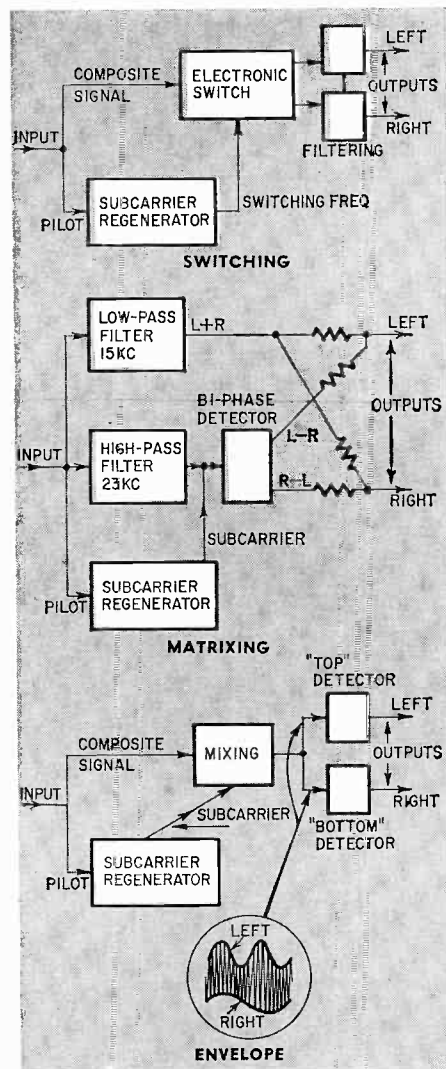 COMPOSITE
SIGNAL
ELECTRONIC
SWITCH
LEFT
OUTPUTS
RIGHT
FILTERING
INPUT
PILOT
SUBCARRIER
REGENERATOR
SWITCHING FREQ
SWITCHING
LOW-PASS
FILTER
15KC
L+R
LEFT
BI-PHASE
DETECTOR
OUTPUTS
L-R
INPUT
HIGH-PASS
FILTER
23KC
R-L
RIGHT
SUBCARRIER
PILOT
SUBCARRIER
REGENERATOR
MATRIXING
"TOP"
DETECTOR
LEFT
COMPOSITE
SIGNAL
MIXING
OUTPUTS
INPUT
SUBCARRIER
RIGHT
"BOTTOM"
DETECTOR
PILOT
SUBCARRIER
REGENERATOR
LEFT
RIGHT
ENVELOPE